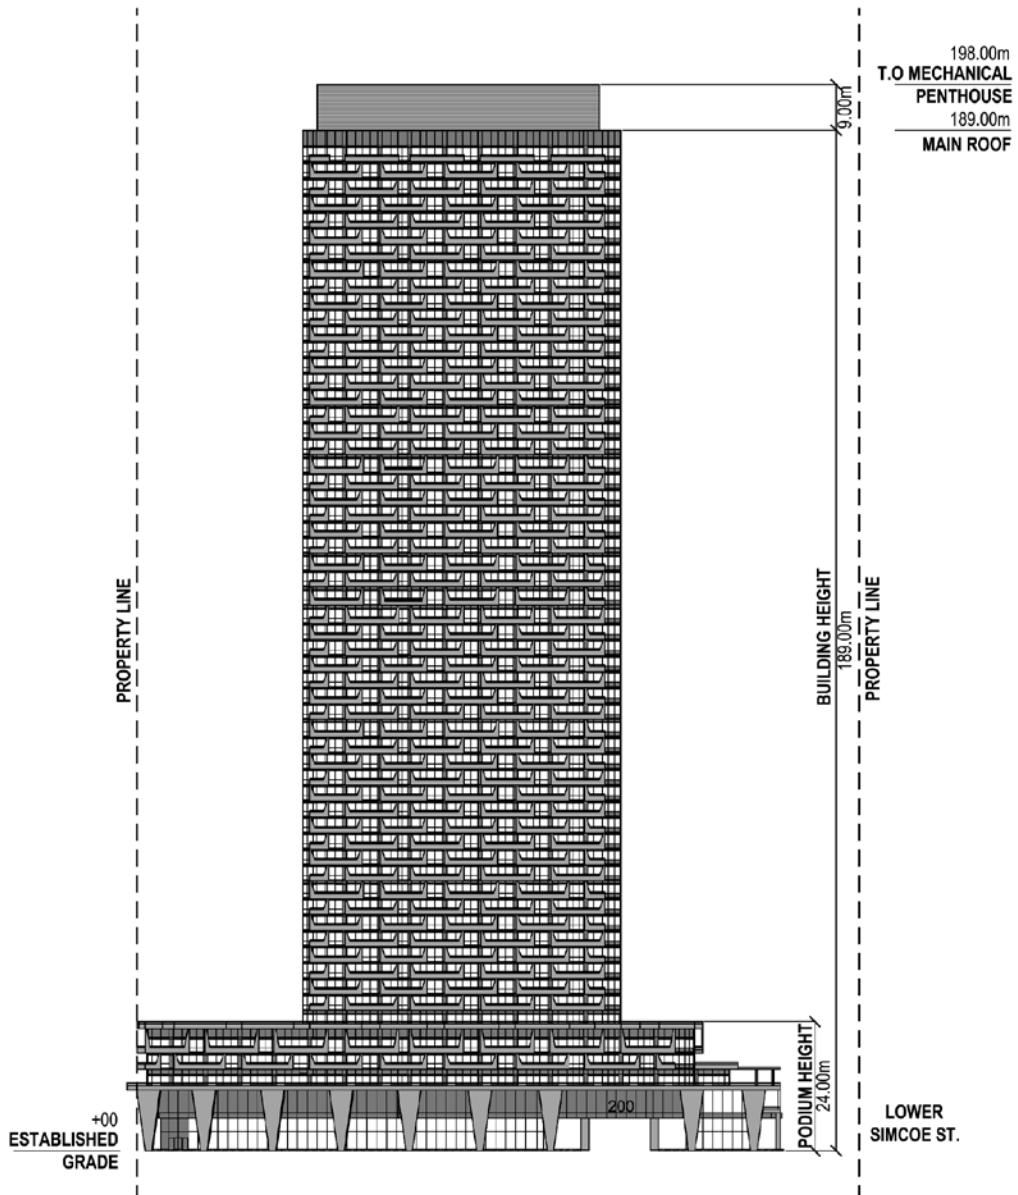 198.00m
T.O MECHANICAL
PENTHOUSE
189.00m
MAIN ROOF
9.00m
PROPERTY LINE
BUILDING HEIGHT
189.00m
PROPERTY LINE
PODIUM HEIGHT
24.00m
200
+00
ESTABLISHED
GRADE
LOWER
SIMCOE ST.